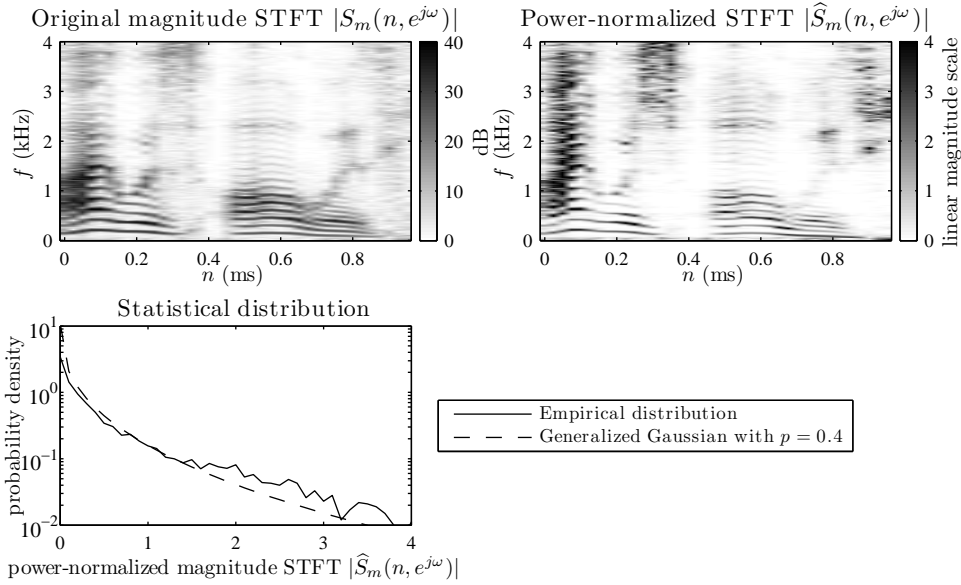 Original magnitude STFT |S_m(n, e^{jω})|
4
3
2
1
0
f (kHz)
0 0.2 0.4 0.6 0.8
n (ms)
40
30
20
10
0
dB
Power-normalized STFT |Ŝ_m(n, e^{jω})|
4
3
2
1
0
f (kHz)
0 0.2 0.4 0.6 0.8
n (ms)
4
3
2
1
0
linear magnitude scale
Statistical distribution
10^1
10^0
10^{-1}
10^{-2}
probability density
0 1 2 3 4
power-normalized magnitude STFT |Ŝ_m(n, e^{jω})|
Empirical distribution
Generalized Gaussian with p = 0.4